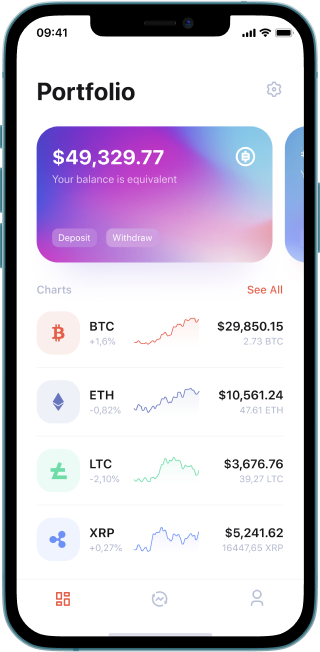 09:41
Portfolio
$49,329.77
Your balance is equivalent
Deposit Withdraw
Charts See All
BTC $29,850.15
+1,6% 2.73 BTC
ETH $10,561.24
-0,82% 47.61 ETH
LTC $3,676.76
-2,10% 39,27 LTC
XRP $5,241.62
+0,27% 16447,65 XRP